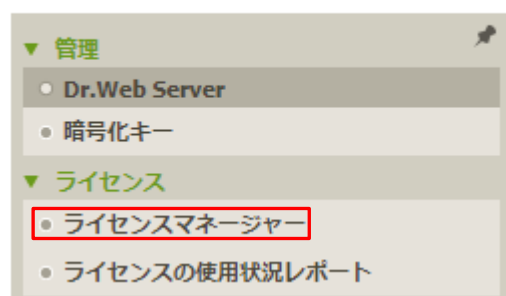 管理
Dr.Web Server
暗号化キー
ライセンス
ライセンスマネージャー
ライセンスの使用状況レポート